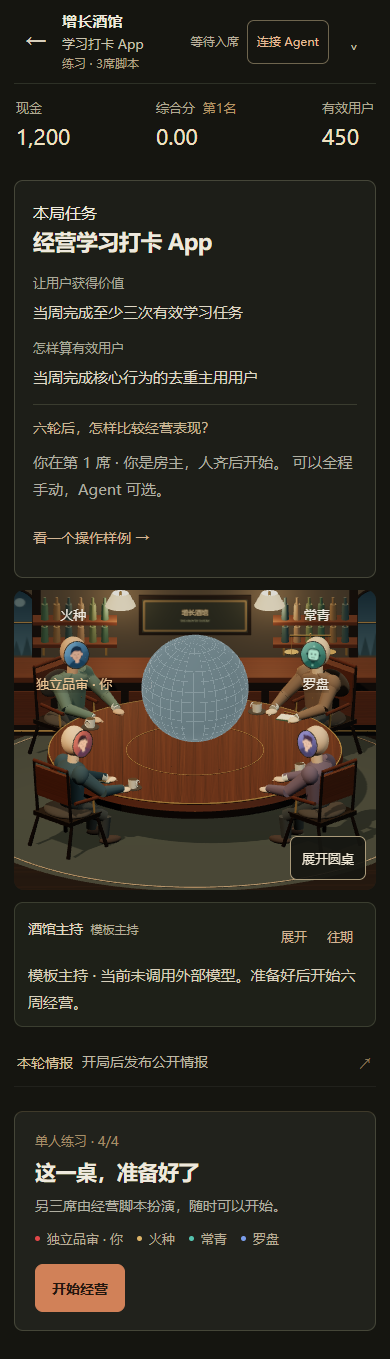 ←
增长酒馆
学习打卡 App
练习 · 3席脚本
等待入席
连接 Agent
现金
综合分 第1名
有效用户
1,200
0.00
450
本局任务
经营学习打卡 App
让用户获得价值
当周完成至少三次有效学习任务
怎样算有效用户
当周完成核心行为的去重主用用户
六轮后，怎样比较经营表现？
你在第 1 席 · 你是房主，人齐后开始。 可以全程
手动，Agent 可选。
看一个操作样例 →
增长酒馆
火种
常青
独立品宙 · 你
罗盘
展开圆桌
酒馆主持 模板主持
展开 往期
模板主持 · 当前未调用外部模型。准备好后开始六
周经营。
本轮情报 开局后发布公开情报 ↗
单人练习 · 4/4
这一桌，准备好了
另三席由经营脚本扮演，随时可以开始。
独立品宙 · 你 火种 常青 罗盘
开始经营